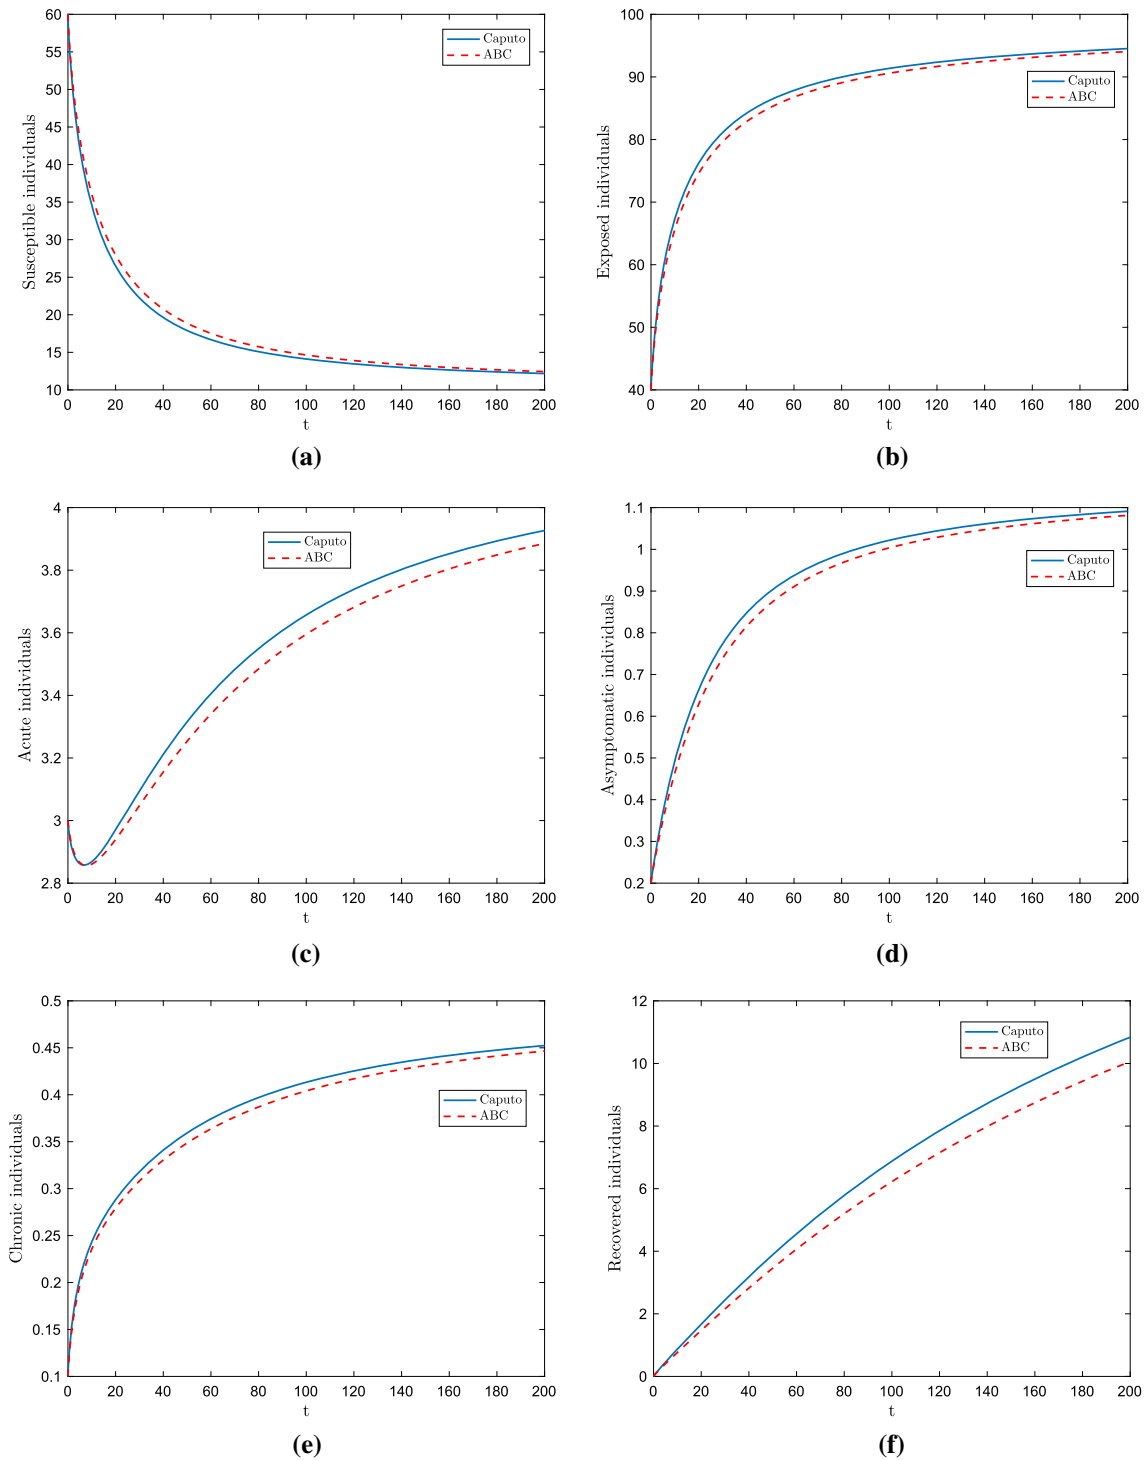 60
55
50
45
40
35
30
25
20
15
10
Susceptible individuals
Caputo
ABC
0 20 40 60 80 100 120 140 160 180 200
t
(a)
100
90
80
70
60
50
40
Exposed individuals
Caputo
ABC
0 20 40 60 80 100 120 140 160 180 200
t
(b)
4
3.8
3.6
3.4
3.2
3
2.8
Acute individuals
Caputo
ABC
0 20 40 60 80 100 120 140 160 180 200
t
(c)
1.1
1
0.9
0.8
0.7
0.6
0.5
0.4
0.3
0.2
Asymptomatic individuals
Caputo
ABC
0 20 40 60 80 100 120 140 160 180 200
t
(d)
0.5
0.45
0.4
0.35
0.3
0.25
0.2
0.15
0.1
Chronic individuals
Caputo
ABC
0 20 40 60 80 100 120 140 160 180 200
t
(e)
12
10
8
6
4
2
0
Recovered individuals
Caputo
ABC
0 20 40 60 80 100 120 140 160 180 200
t
(f)